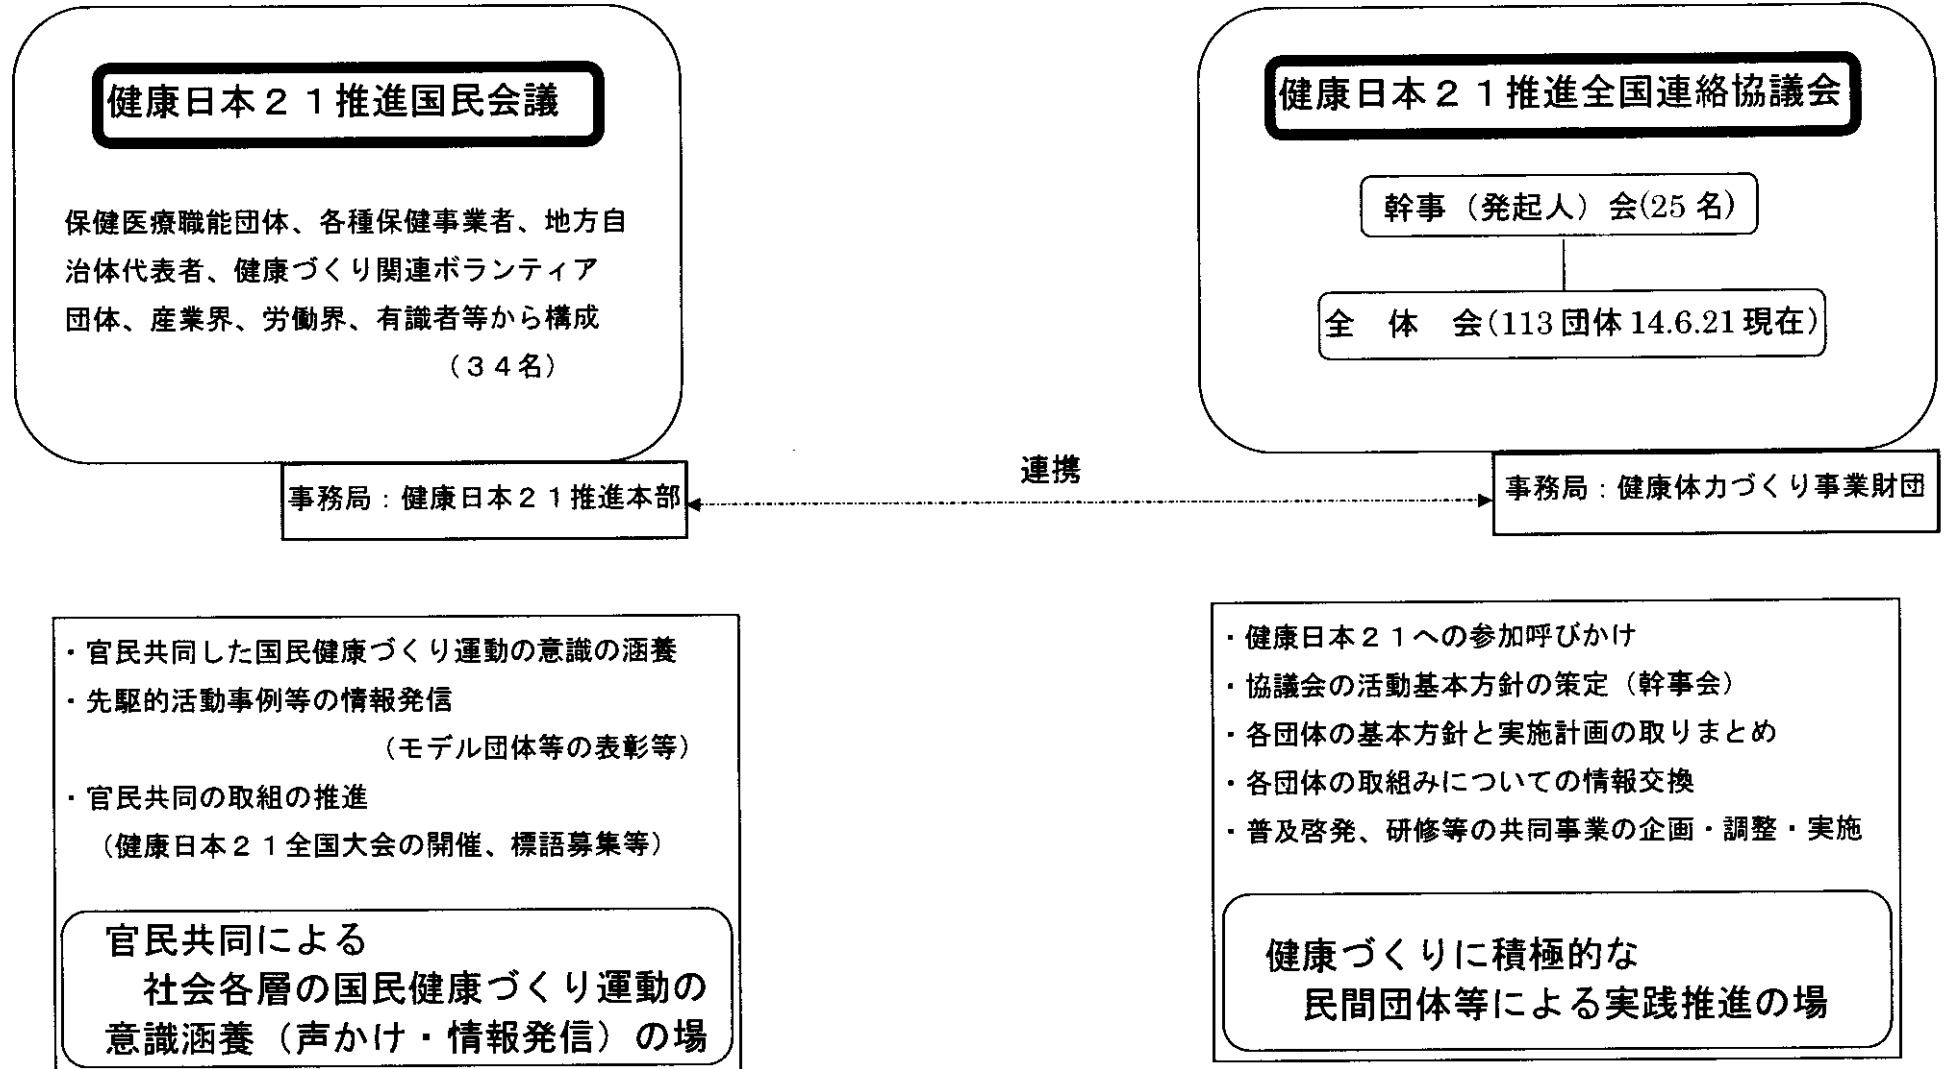 健康日本２１推進国民会議
保健医療職能団体、各種保健事業者、地方自
治体代表者、健康づくり関連ボランティア
団体、産業界、労働界、有識者等から構成
（３４名）
事務局：健康日本２１推進本部
連携
健康日本２１推進全国連絡協議会
幹事（発起人）会(25 名)
全　体　会(113 団体 14.6.21 現在)
事務局：健康体力づくり事業財団
・官民共同した国民健康づくり運動の意識の涵養
・先駆的活動事例等の情報発信
（モデル団体等の表彰等）
・官民共同の取組の推進
（健康日本２１全国大会の開催、標語募集等）
官民共同による
社会各層の国民健康づくり運動の
意識涵養（声かけ・情報発信）の場
・健康日本２１への参加呼びかけ
・協議会の活動基本方針の策定（幹事会）
・各団体の基本方針と実施計画の取りまとめ
・各団体の取組みについての情報交換
・普及啓発、研修等の共同事業の企画・調整・実施
健康づくりに積極的な
民間団体等による実践推進の場